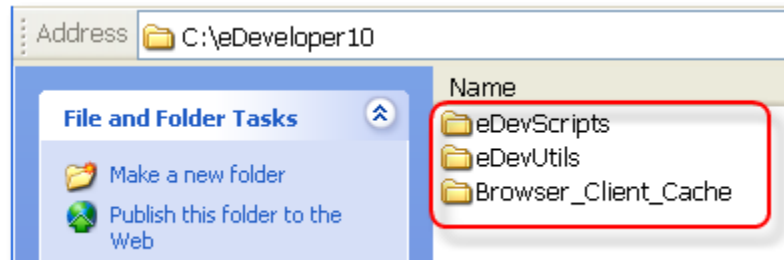 Address C:\eDeveloper10
File and Folder Tasks
Make a new folder
Publish this folder to the
Web
Name
eDevScripts
eDevUtils
Browser_Client_Cache